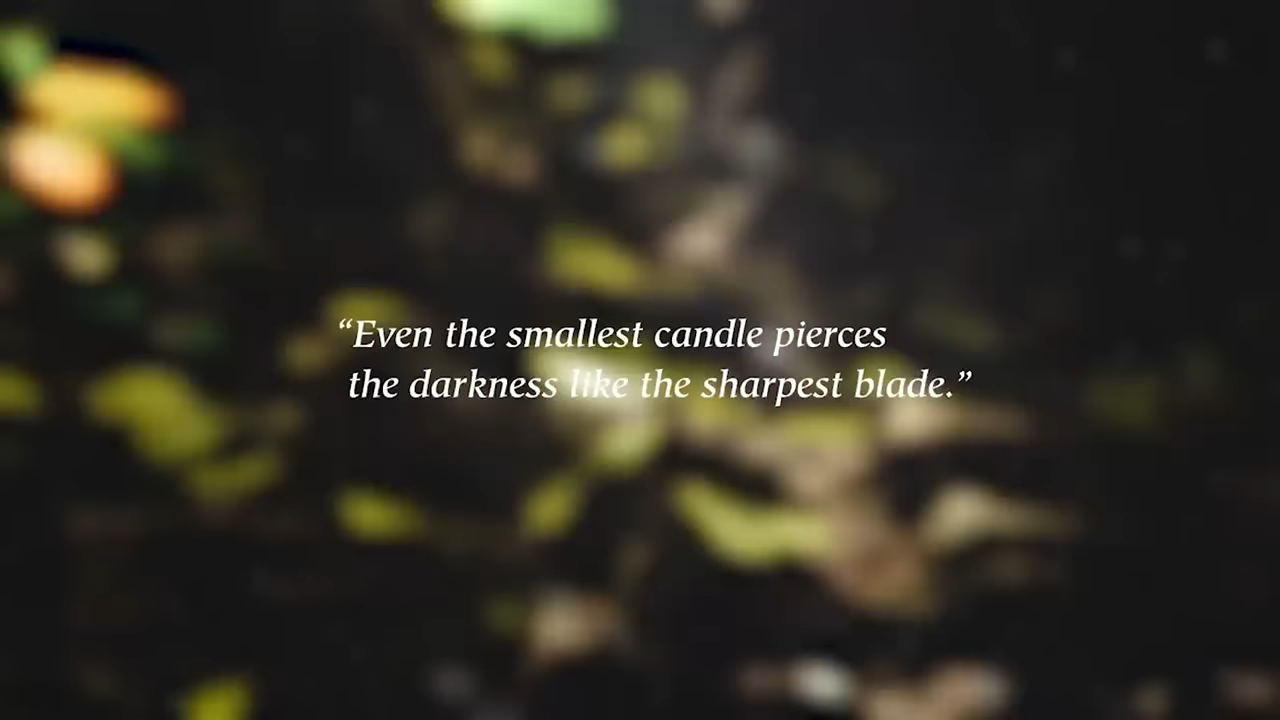 “Even the smallest candle pierces
the darkness like the sharpest blade.”